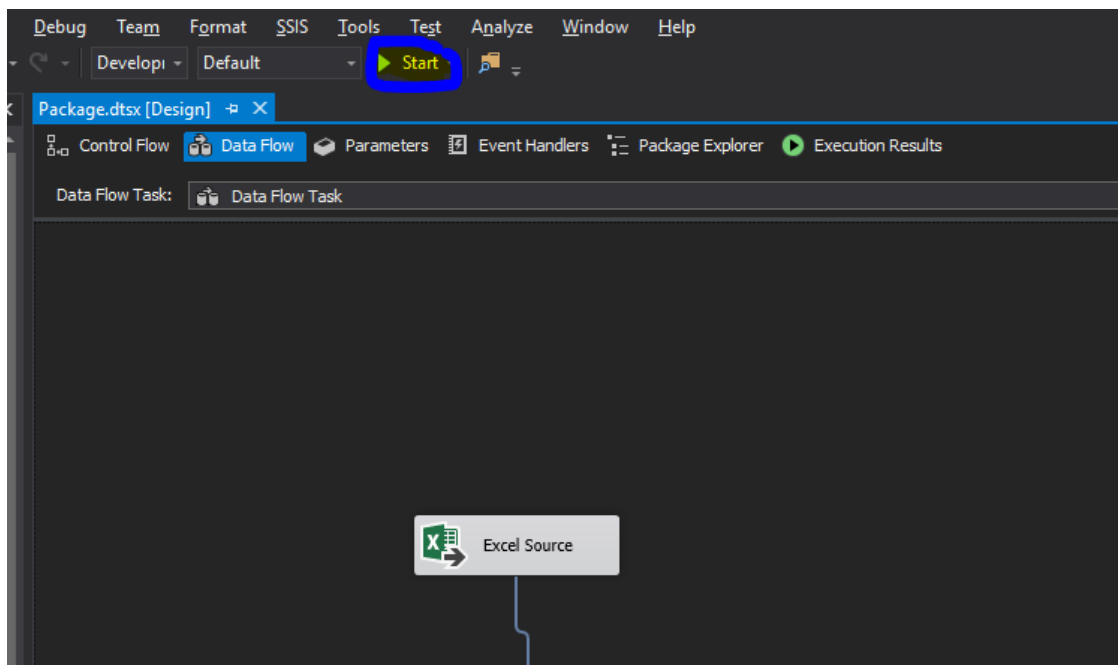 Debug Team Format SSIS Tools Test Analyze Window Help
Developi Default Start
Package.dtsx [Design]
Control Flow Data Flow Parameters Event Handlers Package Explorer Execution Results
Data Flow Task: Data Flow Task
Excel Source